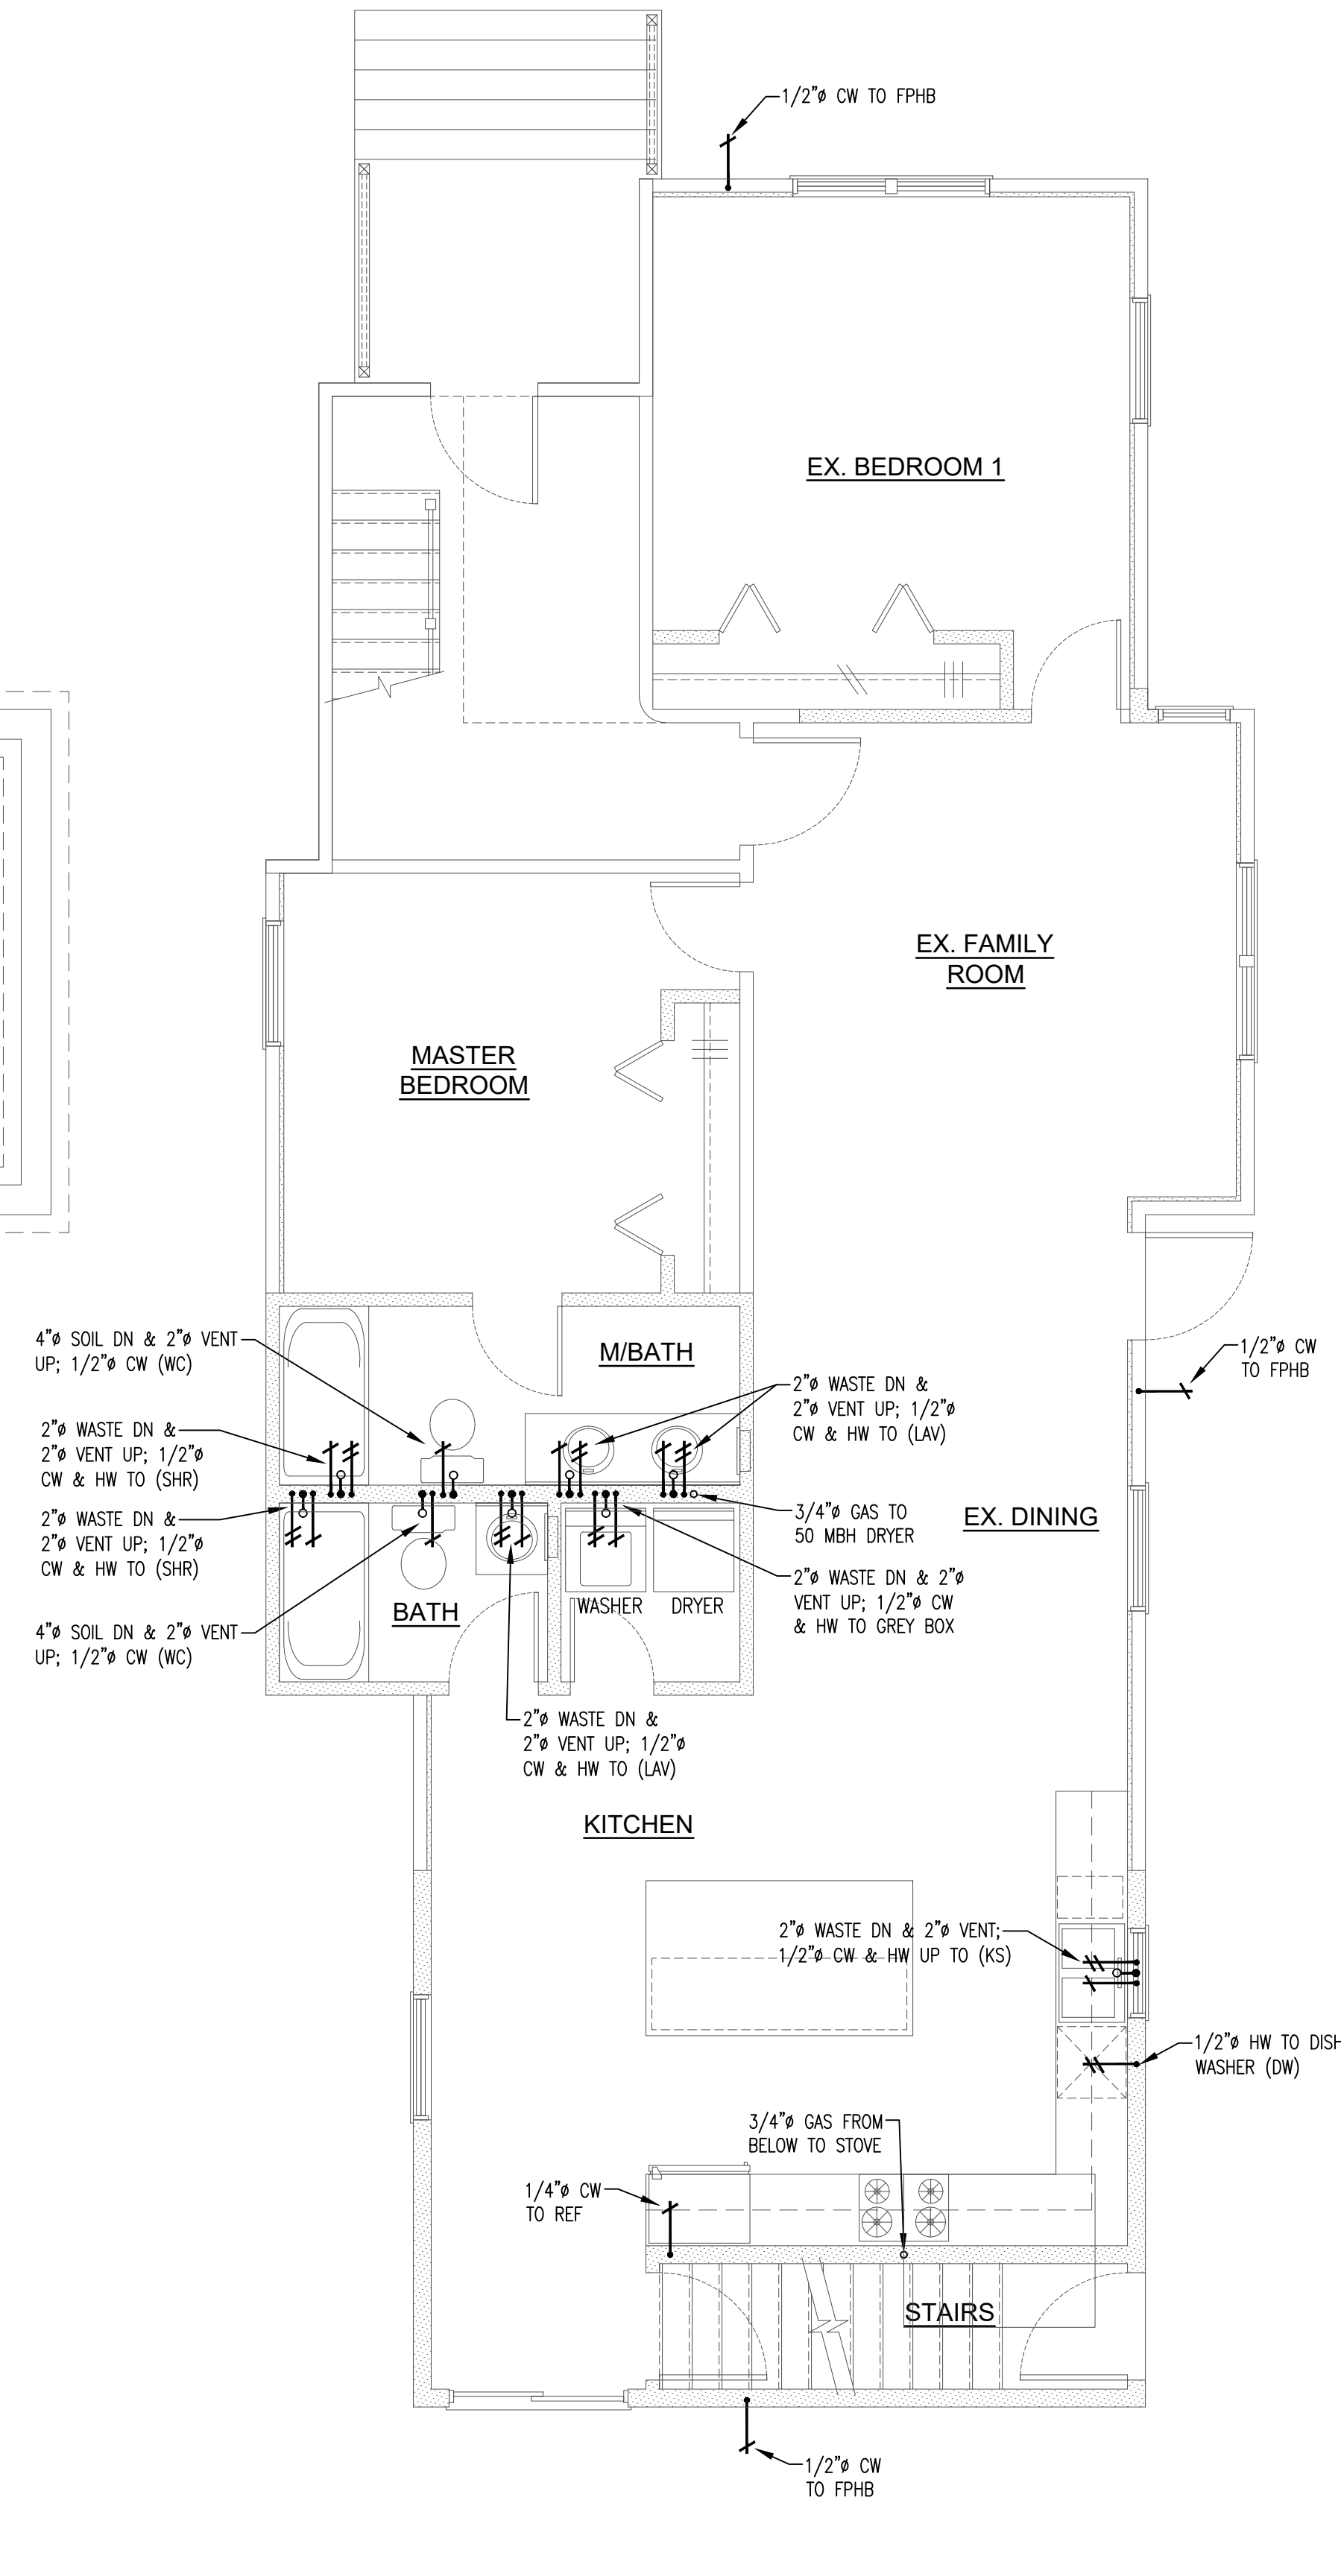 1/2"ø CW TO FPHB
EX. BEDROOM 1
EX. FAMILY
ROOM
MASTER
BEDROOM
4"ø SOIL DN & 2"ø VENT
UP; 1/2"ø CW (WC)
M/BATH
1/2"ø CW
TO FPHB
2"ø WASTE DN &
2"ø VENT UP; 1/2"ø
CW & HW TO (LAV)
2"ø WASTE DN &
2"ø VENT UP; 1/2"ø
CW & HW TO (SHR)
2"ø WASTE DN &
2"ø VENT UP; 1/2"ø
CW & HW TO (SHR)
3/4"ø GAS TO
50 MBH DRYER
EX. DINING
2"ø WASTE DN & 2"ø
VENT UP; 1/2"ø CW
& HW TO GREY BOX
WASHER
DRYER
BATH
4"ø SOIL DN & 2"ø VENT
UP; 1/2"ø CW (WC)
2"ø WASTE DN &
2"ø VENT UP; 1/2"ø
CW & HW TO (LAV)
KITCHEN
2"ø WASTE DN & 2"ø VENT;
1/2"ø CW & HW UP TO (KS)
1/2"ø HW TO DISH
WASHER (DW)
3/4"ø GAS FROM
BELOW TO STOVE
1/4"ø CW
TO REF
STAIRS
1/2"ø CW
TO FPHB